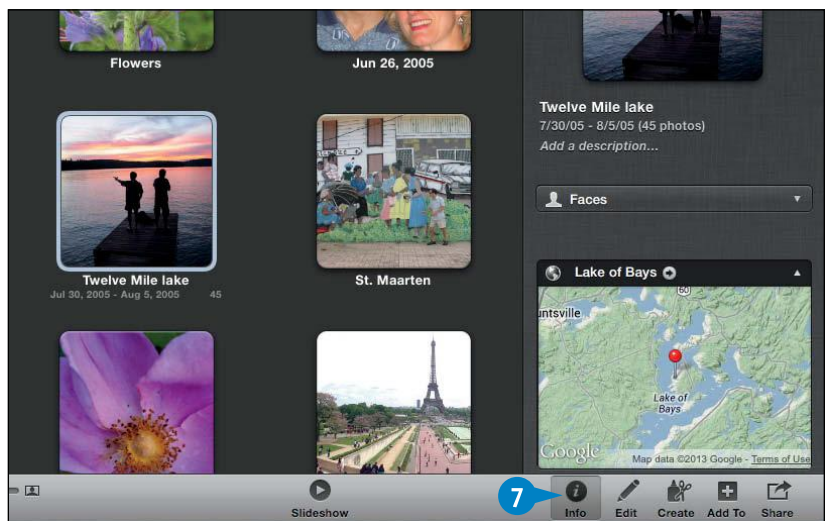 Flowers
Jun 26, 2005
Twelve Mile lake
7/30/05 - 8/5/05 (45 photos)
Add a description...
Faces
Twelve Mile lake
Jul 30, 2005 - Aug 5, 2005 45
St. Maarten
Lake of Bays
60
untsville
Lake of
Bays
Google
Map data ©2013 Google - Terms of Use
Slideshow
7
Info
Edit
Create
Add To
Share